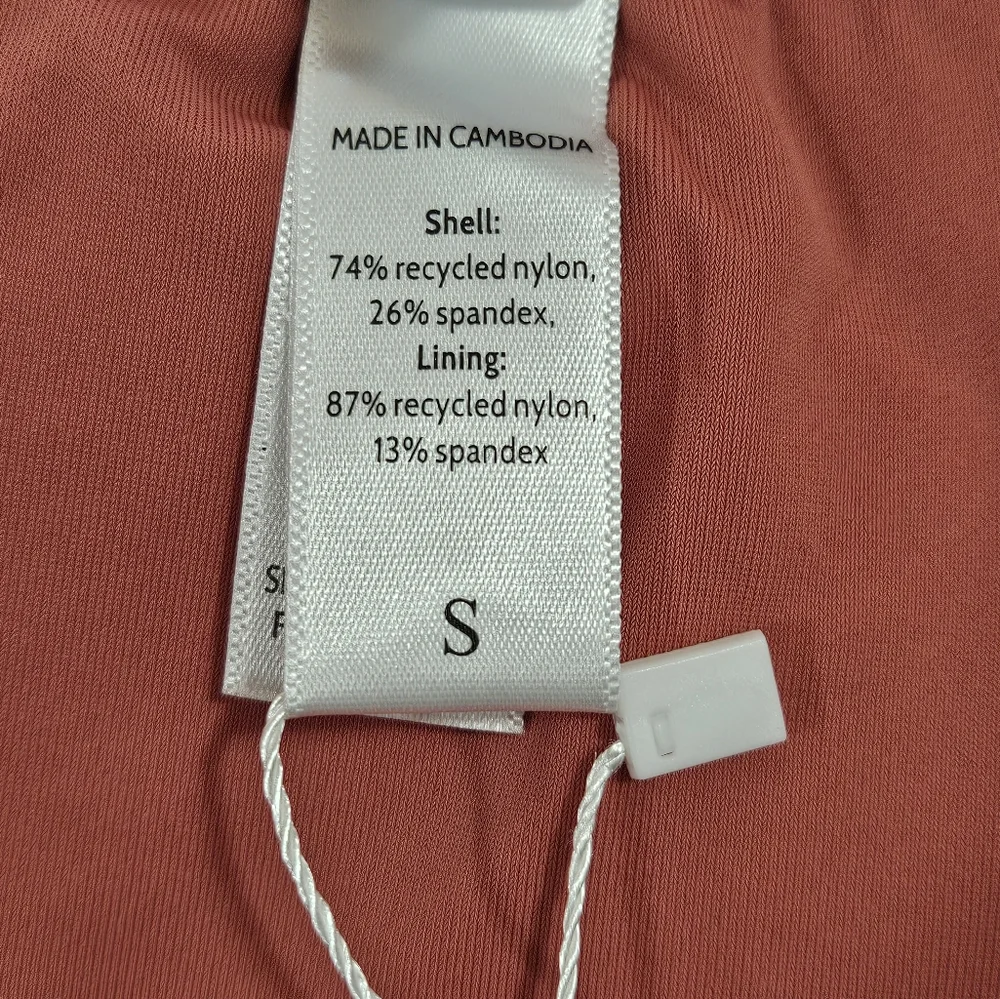 MADE IN CAMBODIA
Shell:
74% recycled nylon,
26% spandex,
Lining:
87% recycled nylon,
13% spandex
S